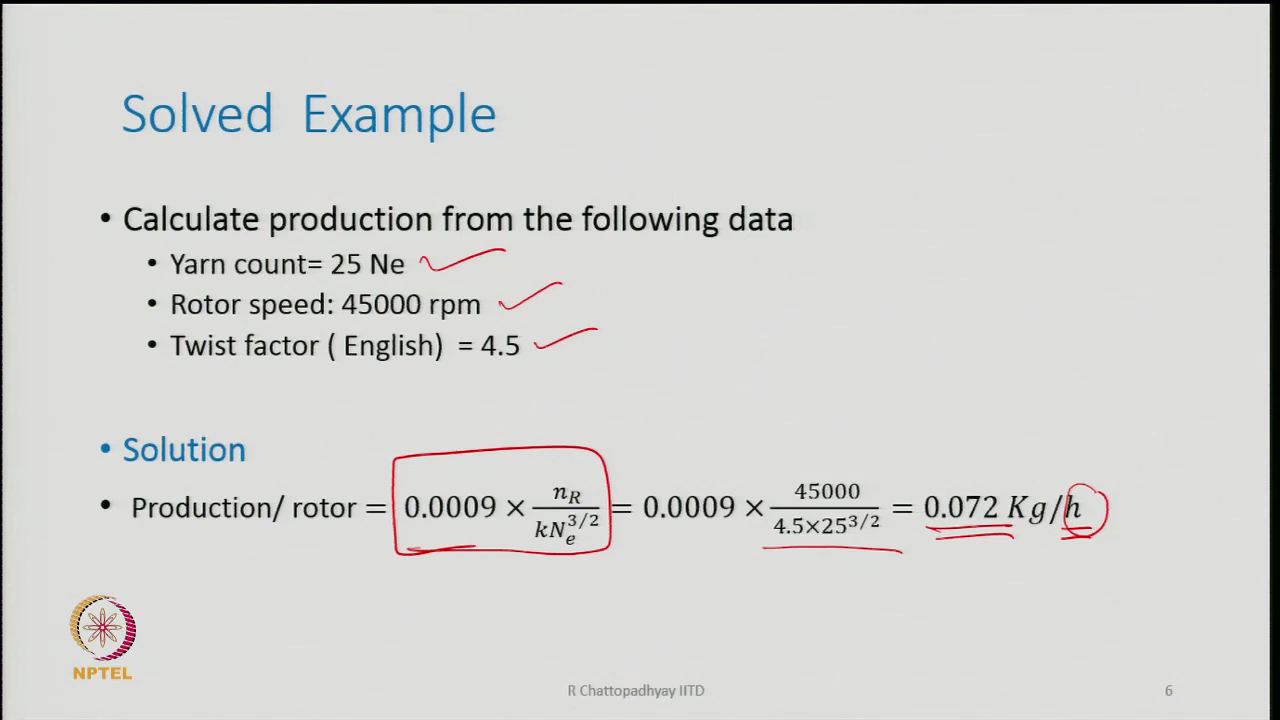 Solved Example
• Calculate production from the following data
• Yarn count= 25 Ne
• Rotor speed: 45000 rpm
• Twist factor ( English) = 4.5
• Solution
• Production/ rotor = 0.0009 × n_R / kN_e^{3/2} = 0.0009 × 45000 / 4.5×25^{3/2} = 0.072 Kg/h
NPTEL
R Chattopadhyay IITD
6